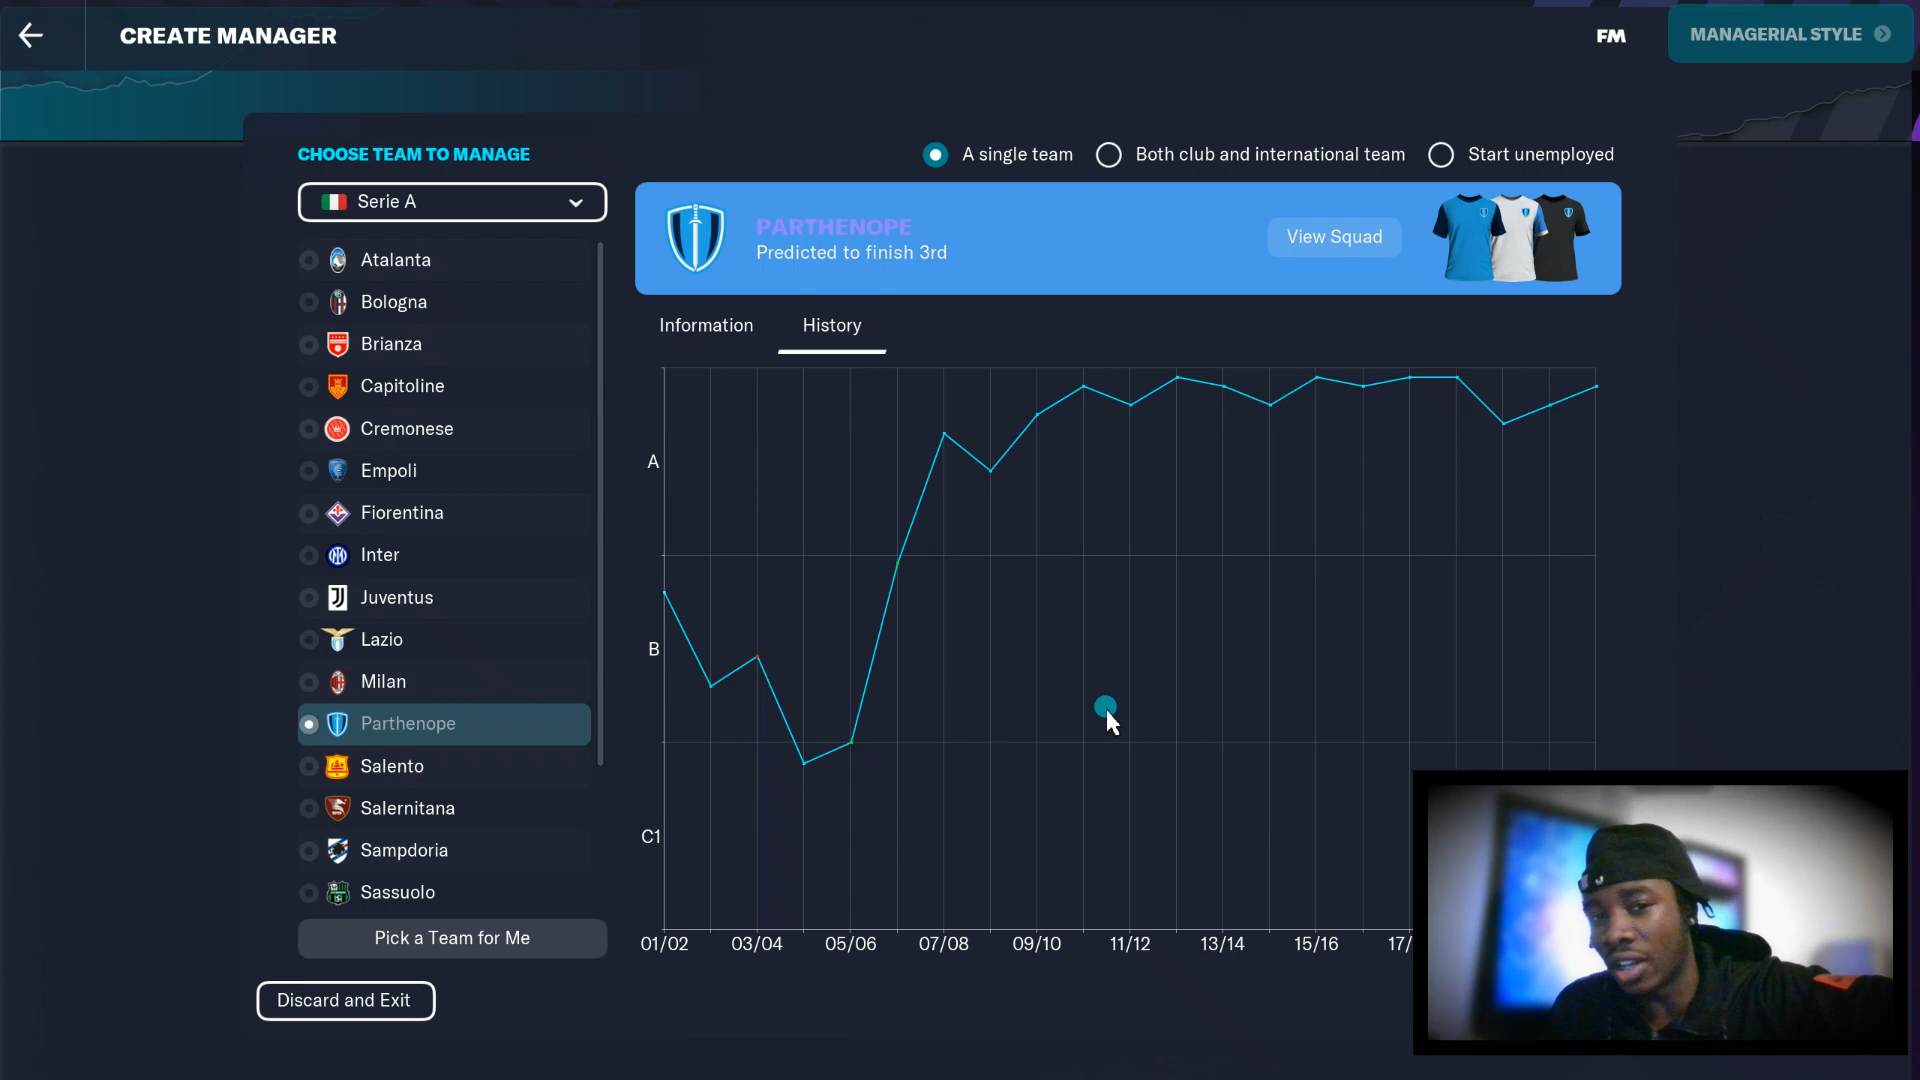 CREATE MANAGER
FM
MANAGERIAL STYLE
CHOOSE TEAM TO MANAGE
A single team
Both club and international team
Start unemployed
Serie A
PARTHENOPE
Predicted to finish 3rd
View Squad
Information
History
Atalanta
Bologna
Brianza
Capitoline
Cremonese
Empoli
Fiorentina
Inter
Juventus
Lazio
Milan
Parthenope
Salento
Salernitana
Sampdoria
Sassuolo
Pick a Team for Me
Discard and Exit
A
B
C1
01/02 03/04 05/06 07/08 09/10 11/12 13/14 15/16 17/